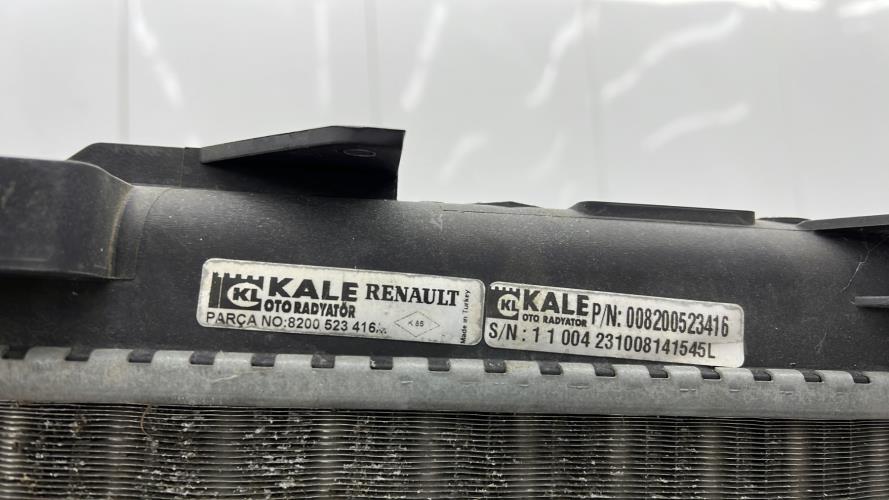 KL KALE RENAULT
OTO RADYATÖR
PARÇA NO:8200 523 416
K 85
Made in Turkey
KL KALE P/N: 008200523416
OTO RADYATÖR
S/N : 1 1 004 231008141545L